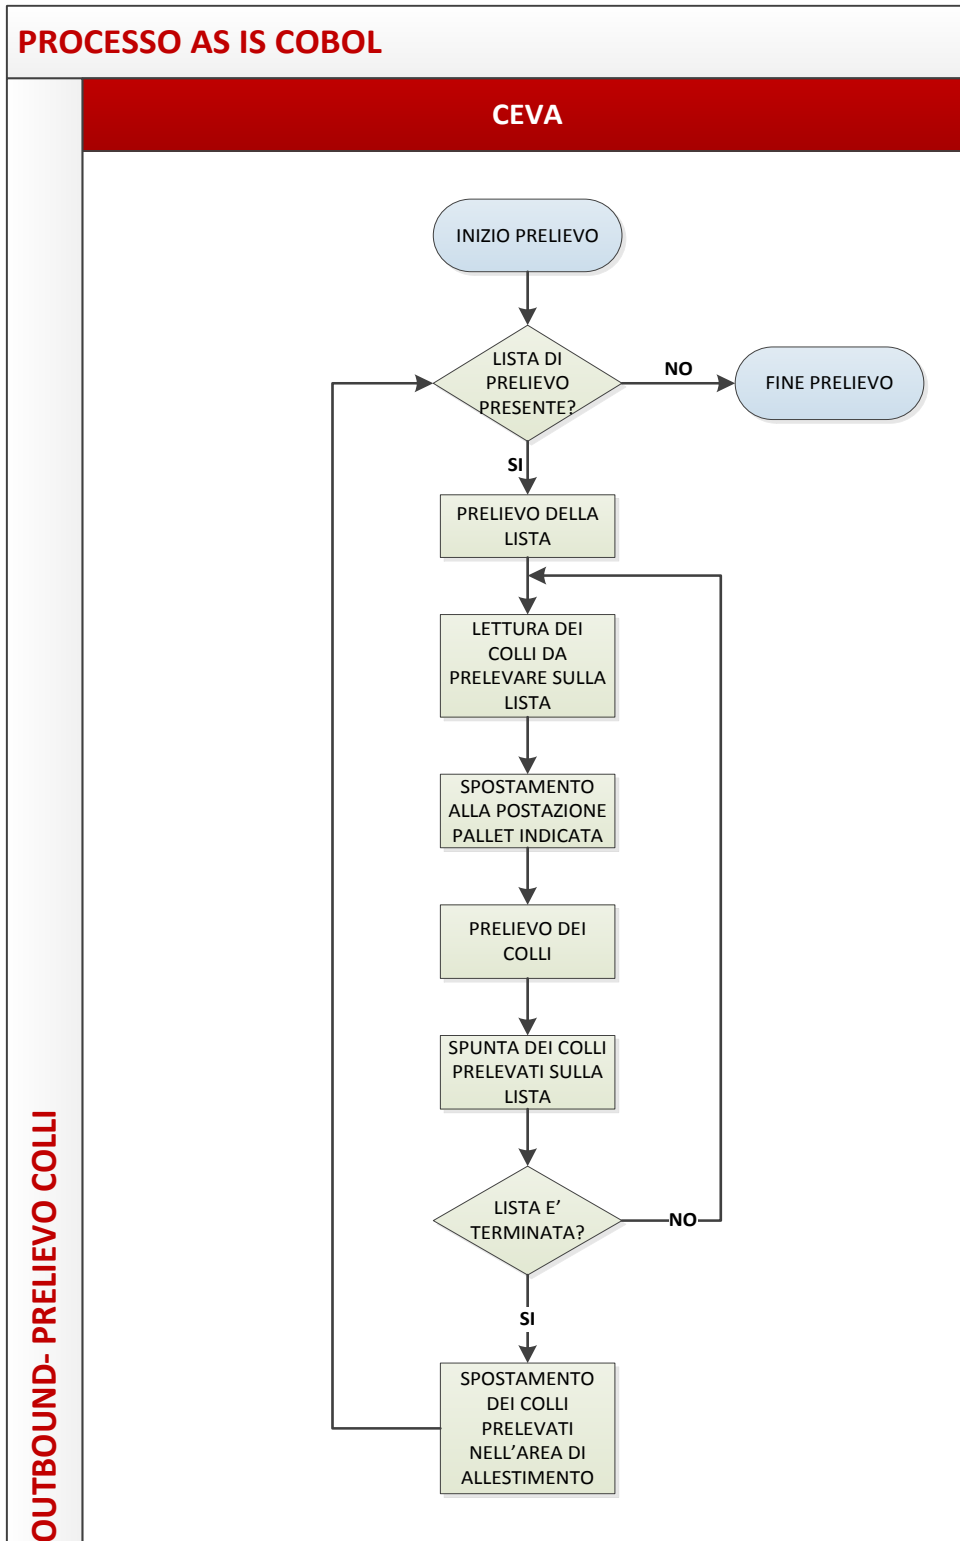 PROCESSO AS IS COBOL
CEVA
OUTBOUND- PRELIEVO COLLI
INIZIO PRELIEVO
LISTA DI
PRELIEVO
PRESENTE?
NO
FINE PRELIEVO
SI
PRELIEVO DELLA
LISTA
LETTURA DEI
COLLI DA
PRELEVARE SULLA
LISTA
SPOSTAMENTO
ALLA POSTAZIONE
PALLET INDICATA
PRELIEVO DEI
COLLI
SPUNTA DEI COLLI
PRELEVATI SULLA
LISTA
LISTA E’
TERMINATA?
NO
SI
SPOSTAMENTO
DEI COLLI
PRELEVATI
NELL’AREA DI
ALLESTIMENTO